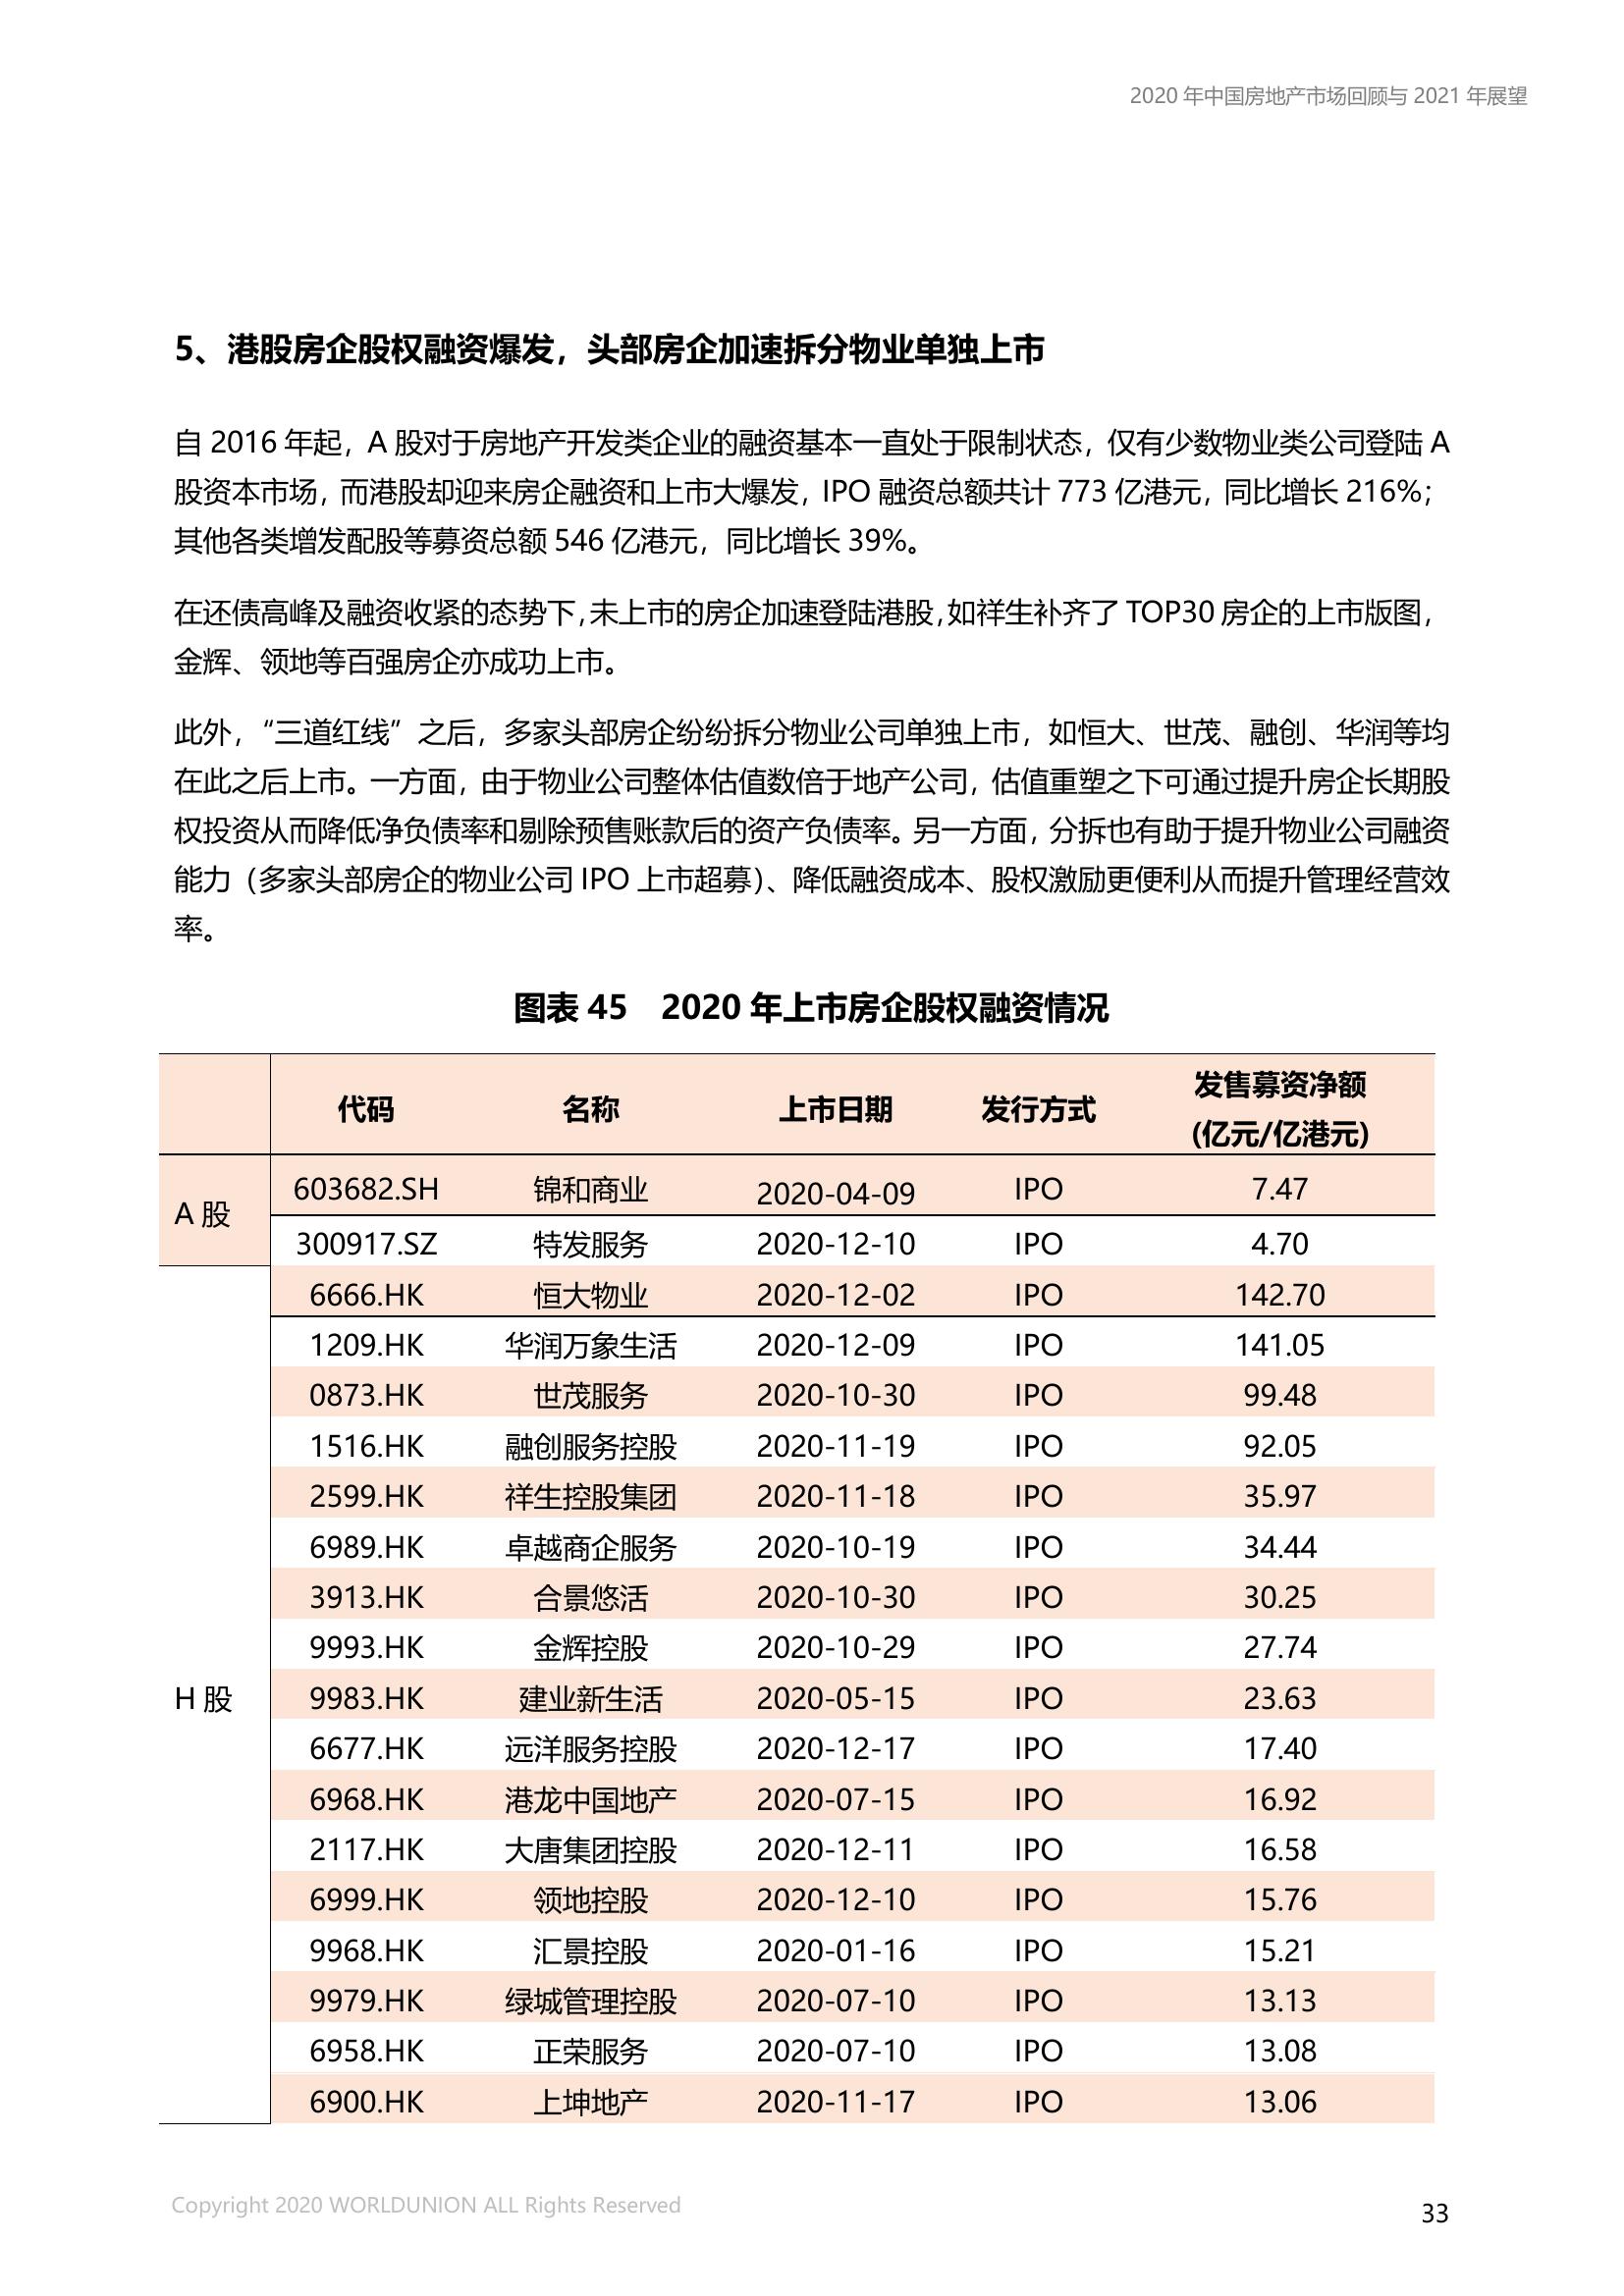 2020 年中国房地产市场回顾与 2021 年展望
5、港股房企股权融资爆发，头部房企加速拆分物业单独上市
自 2016 年起，A 股对于房地产开发类企业的融资基本一直处于限制状态，仅有少数物业类公司登陆 A
股资本市场，而港股却迎来房企融资和上市大爆发，IPO 融资总额共计 773 亿港元，同比增长 216%；
其他各类增发配股等募资总额 546 亿港元，同比增长 39%。
在还债高峰及融资收紧的态势下，未上市的房企加速登陆港股，如祥生补齐了 TOP30 房企的上市版图，
金辉、领地等百强房企亦成功上市。
此外，“三道红线”之后，多家头部房企纷纷拆分物业公司单独上市，如恒大、世茂、融创、华润等均
在此之后上市。一方面，由于物业公司整体估值数倍于地产公司，估值重塑之下可通过提升房企长期股
权投资从而降低净负债率和剔除预售账款后的资产负债率。另一方面，分拆也有助于提升物业公司融资
能力（多家头部房企的物业公司 IPO 上市超募）、降低融资成本、股权激励更便利从而提升管理经营效
率。
图表 45　2020 年上市房企股权融资情况
代码 名称 上市日期 发行方式 发售募资净额
(亿元/亿港元)
A 股
603682.SH 锦和商业 2020-04-09 IPO 7.47
300917.SZ 特发服务 2020-12-10 IPO 4.70
H 股
6666.HK 恒大物业 2020-12-02 IPO 142.70
1209.HK 华润万象生活 2020-12-09 IPO 141.05
0873.HK 世茂服务 2020-10-30 IPO 99.48
1516.HK 融创服务控股 2020-11-19 IPO 92.05
2599.HK 祥生控股集团 2020-11-18 IPO 35.97
6989.HK 卓越商企服务 2020-10-19 IPO 34.44
3913.HK 合景悠活 2020-10-30 IPO 30.25
9993.HK 金辉控股 2020-10-29 IPO 27.74
9983.HK 建业新生活 2020-05-15 IPO 23.63
6677.HK 远洋服务控股 2020-12-17 IPO 17.40
6968.HK 港龙中国地产 2020-07-15 IPO 16.92
2117.HK 大唐集团控股 2020-12-11 IPO 16.58
6999.HK 领地控股 2020-12-10 IPO 15.76
9968.HK 汇景控股 2020-01-16 IPO 15.21
9979.HK 绿城管理控股 2020-07-10 IPO 13.13
6958.HK 正荣服务 2020-07-10 IPO 13.08
6900.HK 上坤地产 2020-11-17 IPO 13.06
Copyright 2020 WORLDUNION ALL Rights Reserved
33